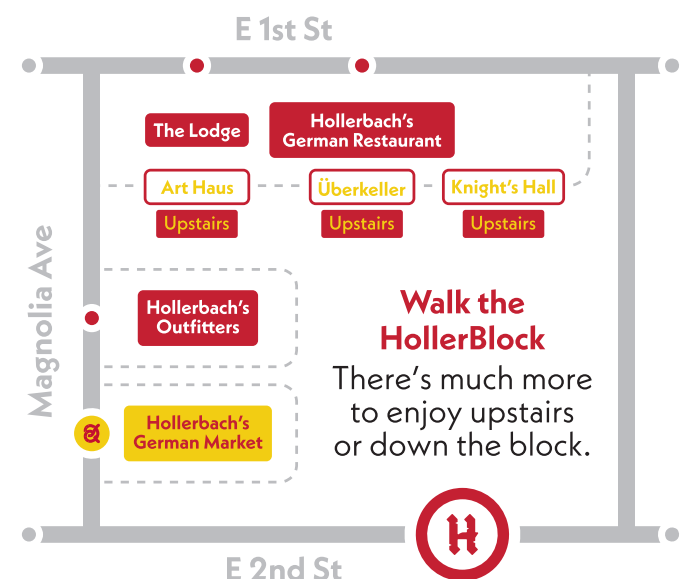 E 1st St
The Lodge
Hollerbach's
German Restaurant
Art Haus
Überkeller
Knight's Hall
Upstairs
Upstairs
Upstairs
Magnolia Ave
Hollerbach's
Outfitters
Walk the
HollerBlock
There's much more
to enjoy upstairs
or down the block.
Hollerbach's
German Market
H
E 2nd St